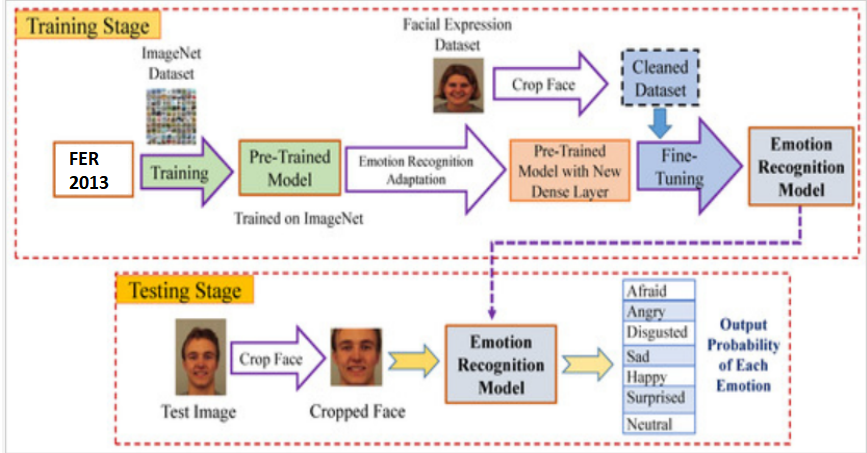 Training Stage
ImageNet
Dataset
Facial Expression
Dataset
Crop Face
Cleaned
Dataset
FER
2013
Training
Pre-Trained
Model
Emotion Recognition
Adaptation
Pre-Trained
Model with New
Dense Layer
Fine-
Tuning
Emotion
Recognition
Model
Trained on ImageNet
Testing Stage
Test Image
Crop Face
Cropped Face
Emotion
Recognition
Model
Afraid
Angry
Disgusted
Sad
Happy
Surprised
Neutral
Output
Probability
of Each
Emotion